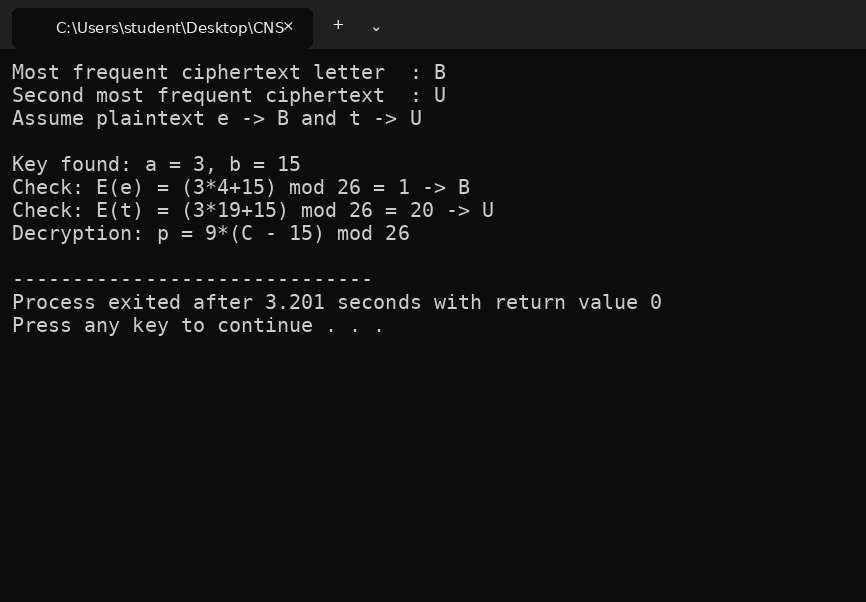 C:\Users\student\Desktop\CNS
Most frequent ciphertext letter  : B
Second most frequent ciphertext  : U
Assume plaintext e -> B and t -> U
Key found: a = 3, b = 15
Check: E(e) = (3*4+15) mod 26 = 1 -> B
Check: E(t) = (3*19+15) mod 26 = 20 -> U
Decryption: p = 9*(C - 15) mod 26
------------------------------
Process exited after 3.201 seconds with return value 0
Press any key to continue . . .